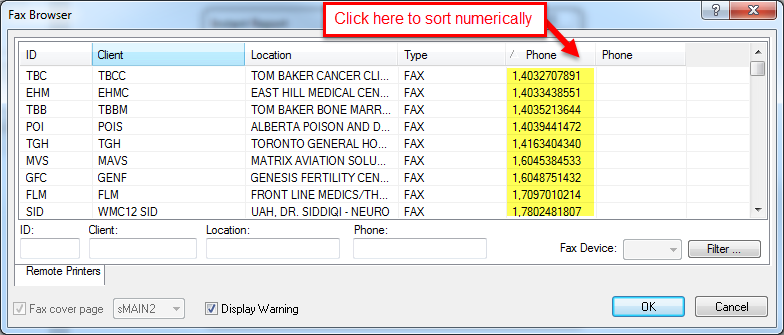 Fax Browser
Click here to sort numerically
ID Client Location Type / Phone Phone
TBC TBCC TOM BAKER CANCER CLI... FAX 1,4032707891
EHM EHMC EAST HILL MEDICAL CEN... FAX 1,4033438551
TBB TBBM TOM BAKER BONE MARR... FAX 1,4035213644
POI POIS ALBERTA POISON AND D... FAX 1,4039441472
TGH TGH TORONTO GENERAL HO... FAX 1,4163404340
MVS MAVS MATRIX AVIATION SOLU... FAX 1,6045384533
GFC GENF GENESIS FERTILITY CENT... FAX 1,6048751432
FLM FLM FRONT LINE MEDICS/TH... FAX 1,7097010214
SID WMC12 SID UAH, DR. SIDDIQI - NEURO FAX 1,7802481807
ID: Client: Location: Phone:
Fax Device: Filter ...
Remote Printers
Fax cover page sMAIN2 Display Warning OK Cancel